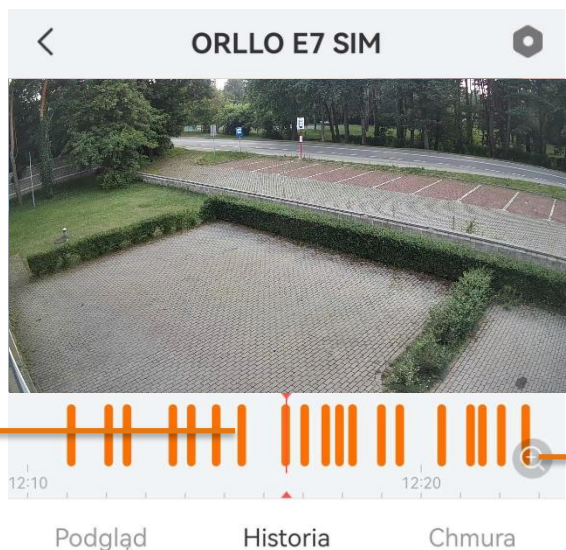 ORLLO E7 SIM
12:10
12:20
Podgląd
Historia
Chmura